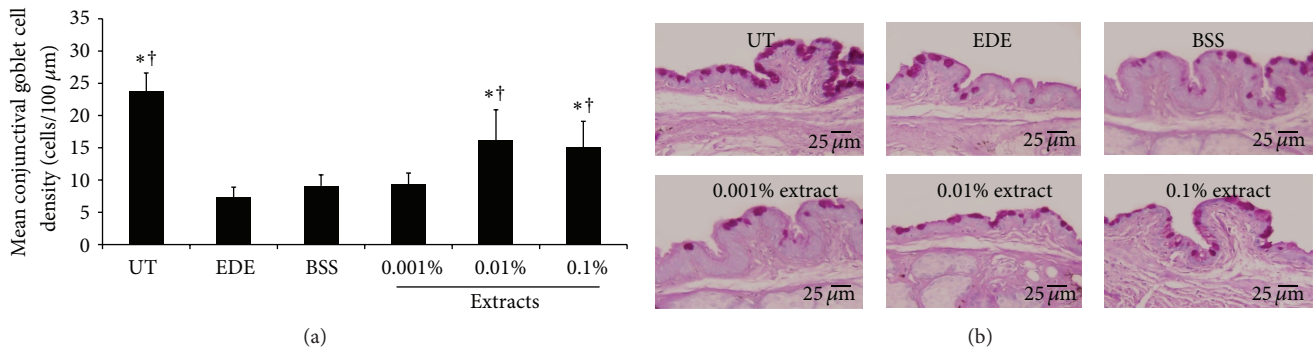 Mean conjunctival goblet cell
density (cells/100 μm)
35
30
25
20
15
10
5
0
*†
*†
*†
UT
EDE
BSS
0.001%
0.01%
0.1%
Extracts
(a)
UT
25 μm
EDE
25 μm
BSS
25 μm
0.001% extract
25 μm
0.01% extract
25 μm
0.1% extract
25 μm
(b)